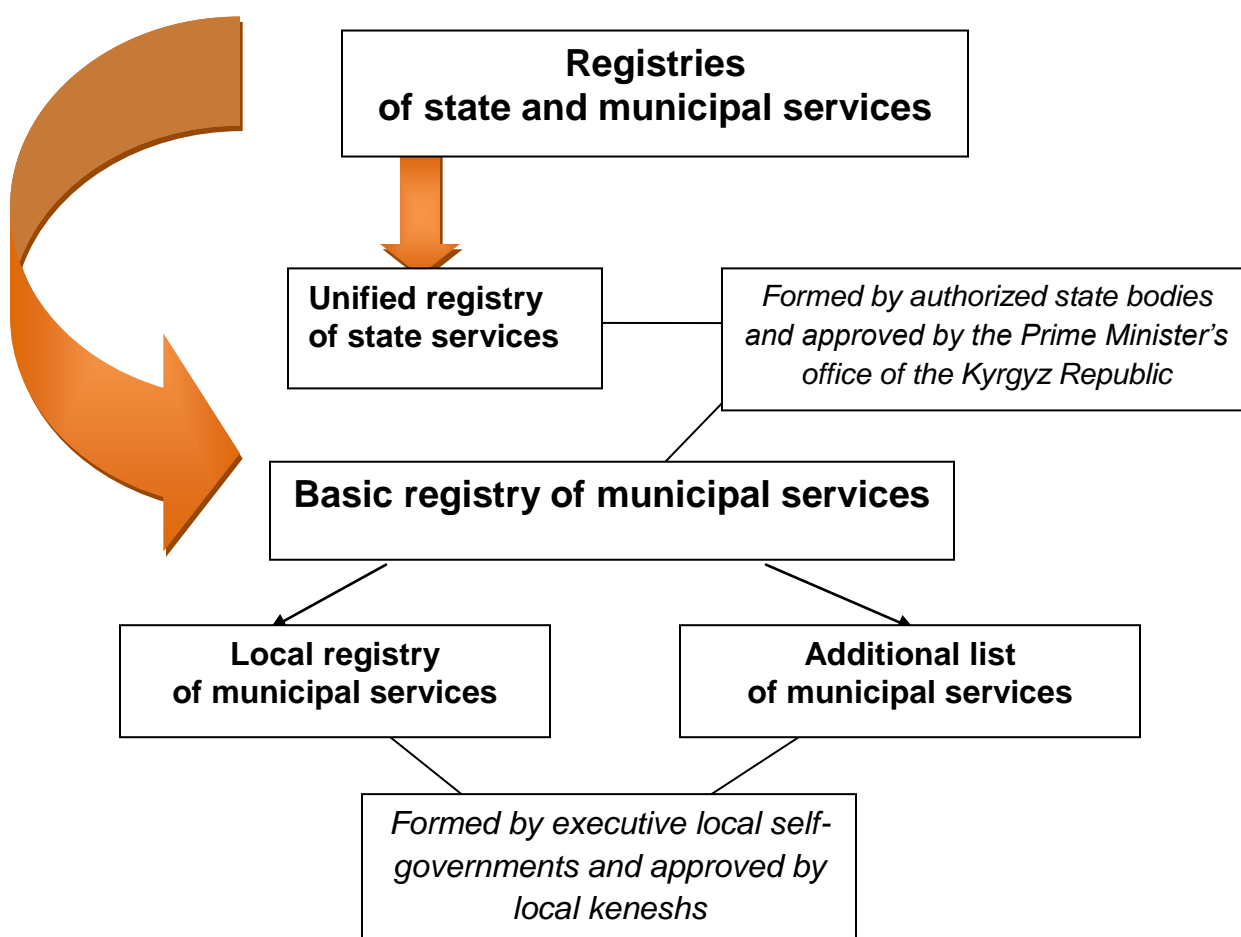 Registries
of state and municipal services
Unified registry
of state services
Formed by authorized state bodies
and approved by the Prime Minister’s
office of the Kyrgyz Republic
Basic registry of municipal services
Local registry
of municipal services
Additional list
of municipal services
Formed by executive local self-
governments and approved by
local keneshs